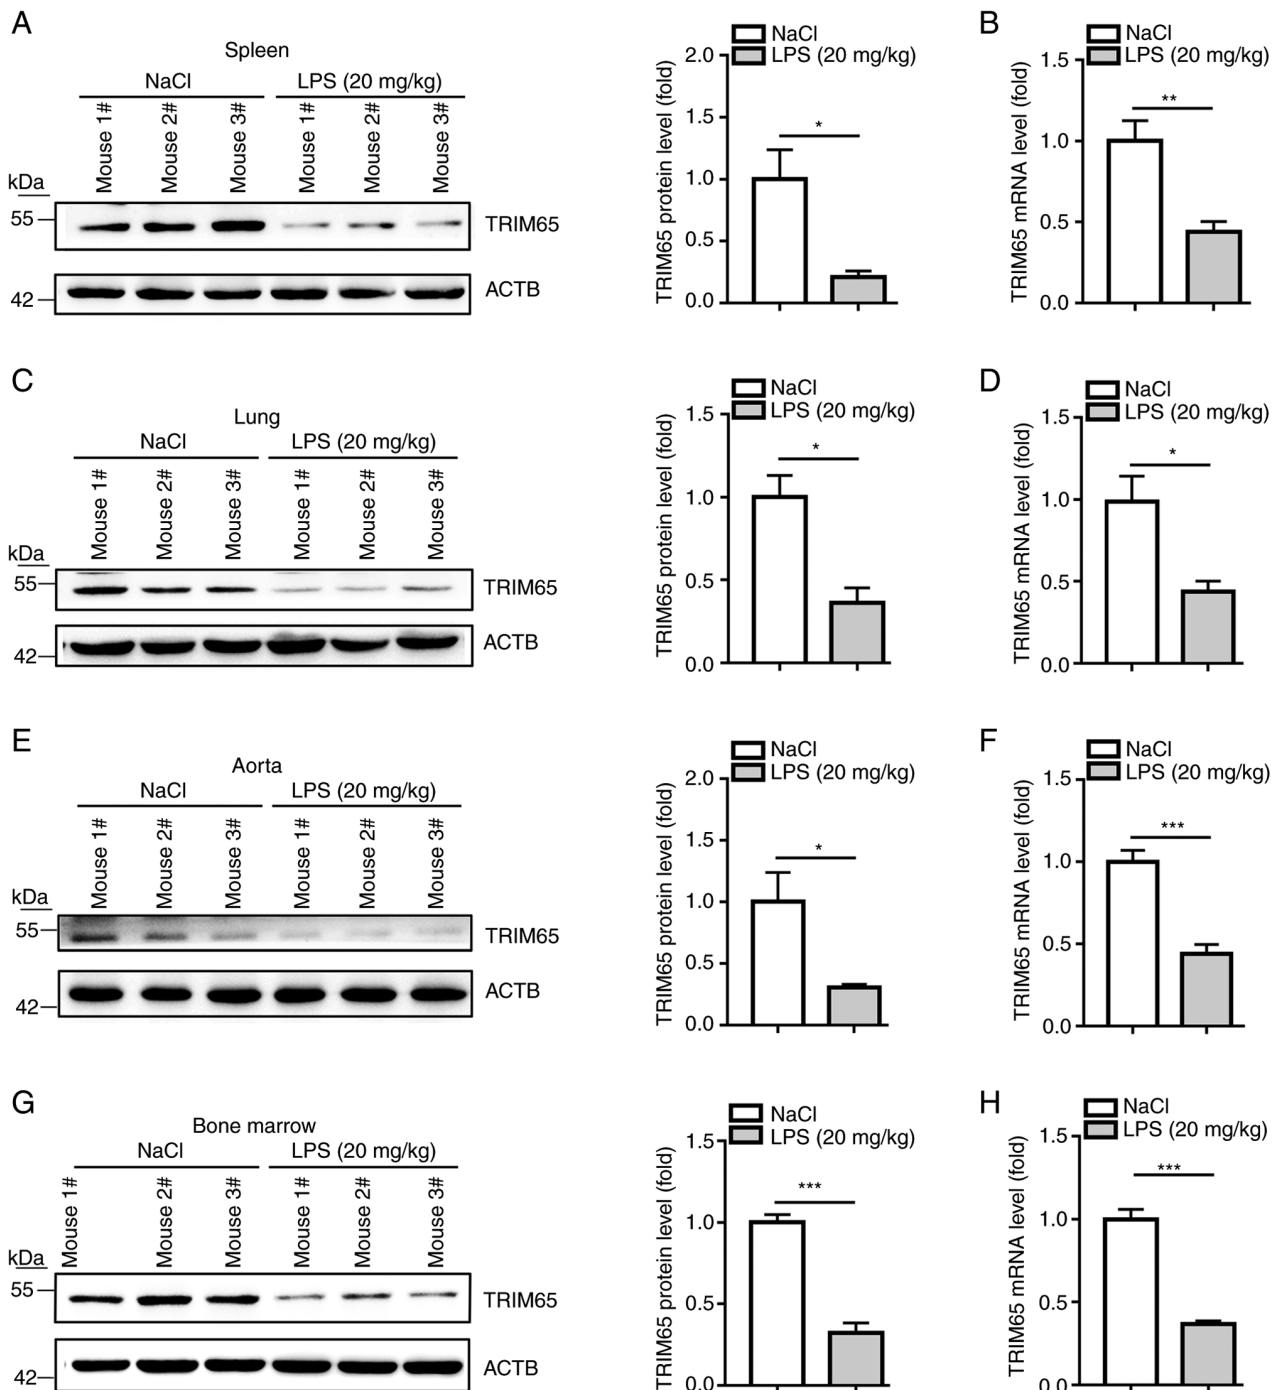 A
Spleen
NaCl
LPS (20 mg/kg)
Mouse 1#
Mouse 2#
Mouse 3#
Mouse 1#
Mouse 2#
Mouse 3#
kDa
55
TRIM65
42
ACTB
NaCl
LPS (20 mg/kg)
TRIM65 protein level (fold)
2.0
1.5
1.0
0.5
0.0
*
B
NaCl
LPS (20 mg/kg)
TRIM65 mRNA level (fold)
1.5
1.0
0.5
0.0
**
C
Lung
NaCl
LPS (20 mg/kg)
Mouse 1#
Mouse 2#
Mouse 3#
Mouse 1#
Mouse 2#
Mouse 3#
kDa
55
TRIM65
42
ACTB
NaCl
LPS (20 mg/kg)
TRIM65 protein level (fold)
1.5
1.0
0.5
0.0
*
D
NaCl
LPS (20 mg/kg)
TRIM65 mRNA level (fold)
1.5
1.0
0.5
0.0
*
E
Aorta
NaCl
LPS (20 mg/kg)
Mouse 1#
Mouse 2#
Mouse 3#
Mouse 1#
Mouse 2#
Mouse 3#
kDa
55
TRIM65
42
ACTB
NaCl
LPS (20 mg/kg)
TRIM65 protein level (fold)
2.0
1.5
1.0
0.5
0.0
*
F
NaCl
LPS (20 mg/kg)
TRIM65 mRNA level (fold)
1.5
1.0
0.5
0.0
***
G
Bone marrow
NaCl
LPS (20 mg/kg)
Mouse 1#
Mouse 2#
Mouse 3#
Mouse 1#
Mouse 2#
Mouse 3#
kDa
55
TRIM65
42
ACTB
NaCl
LPS (20 mg/kg)
TRIM65 protein level (fold)
1.5
1.0
0.5
0.0
***
H
NaCl
LPS (20 mg/kg)
TRIM65 mRNA level (fold)
1.5
1.0
0.5
0.0
***